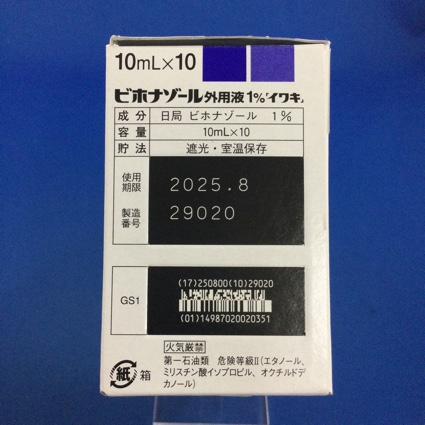 10mL×10
ビホナゾール外用液1%「イワキ」
成分 日局 ビホナゾール 1%
容量 10mL×10
貯法 遮光・室温保存
使用期限 2025.8
製造番号 29020
(17)250800(10)29020
GS1
(01)14987020020351
火気厳禁
第一石油類 危険等級Ⅱ(エタノール、
ミリスチン酸イソプロピル、オクチルドデ
カノール)
紙 箱